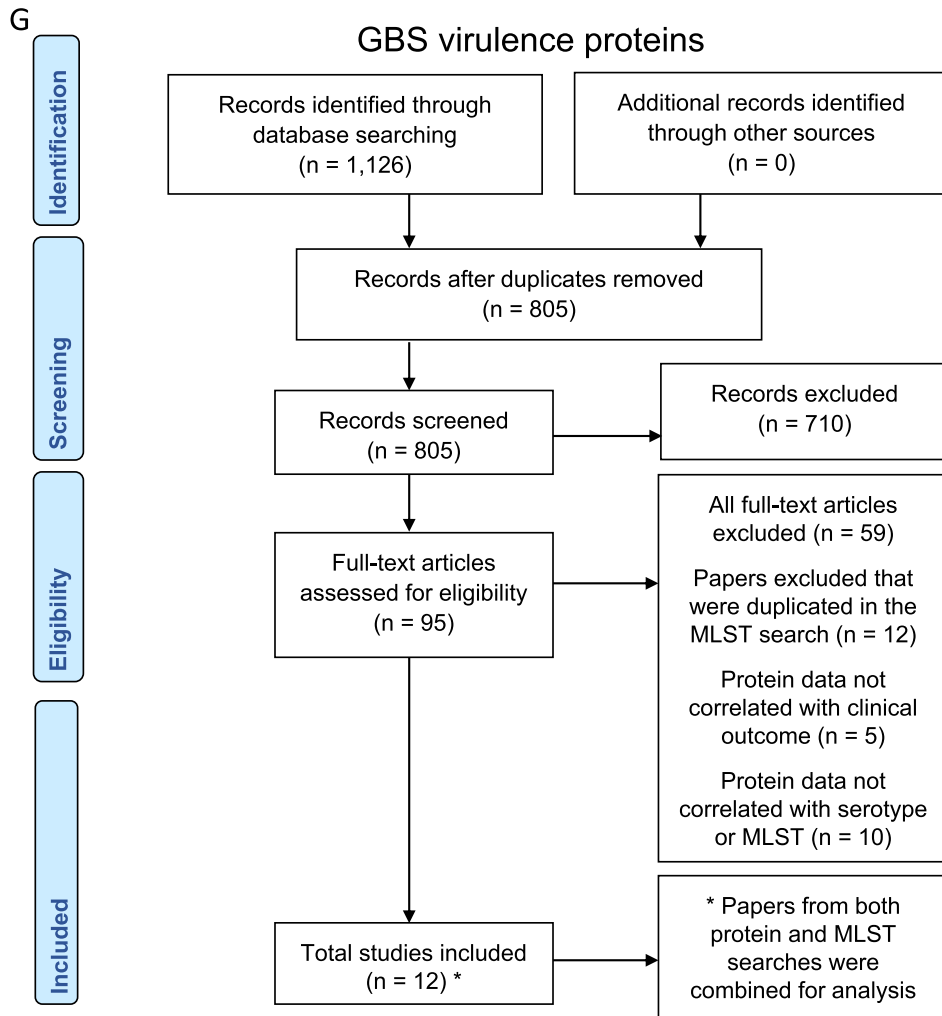 G
GBS virulence proteins
Identification
Records identified through
database searching
(n = 1,126)
Additional records identified
through other sources
(n = 0)
Records after duplicates removed
(n = 805)
Screening
Records screened
(n = 805)
Records excluded
(n = 710)
Eligibility
Full-text articles
assessed for eligibility
(n = 95)
All full-text articles
excluded (n = 59)
Papers excluded that
were duplicated in the
MLST search (n = 12)
Protein data not
correlated with clinical
outcome (n = 5)
Protein data not
correlated with serotype
or MLST (n = 10)
Included
Total studies included
(n = 12) *
* Papers from both
protein and MLST
searches were
combined for analysis